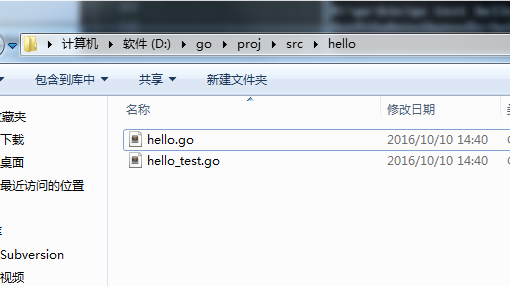 计算机 ▸ 软件 (D:) ▸ go ▸ proj ▸ src ▸ hello
包含到库中 共享 新建文件夹
名称 修改日期
hello.go 2016/10/10 14:40
hello_test.go 2016/10/10 14:40
下载
桌面
最近访问的位置
Subversion
视频